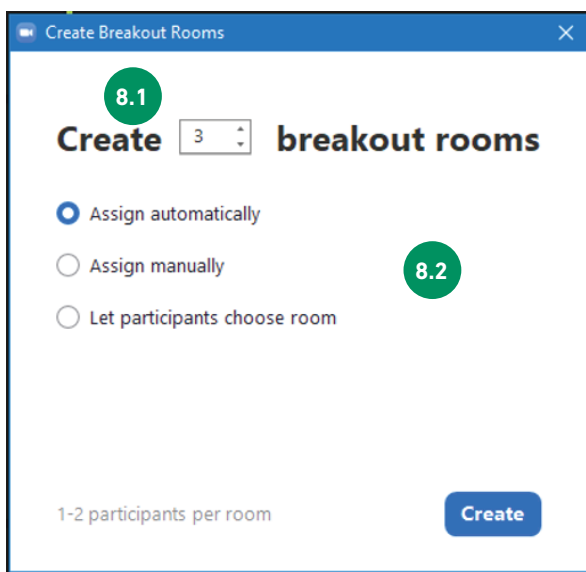 Create Breakout Rooms
8.1
Create 3 breakout rooms
Assign automatically
Assign manually
8.2
Let participants choose room
1-2 participants per room
Create